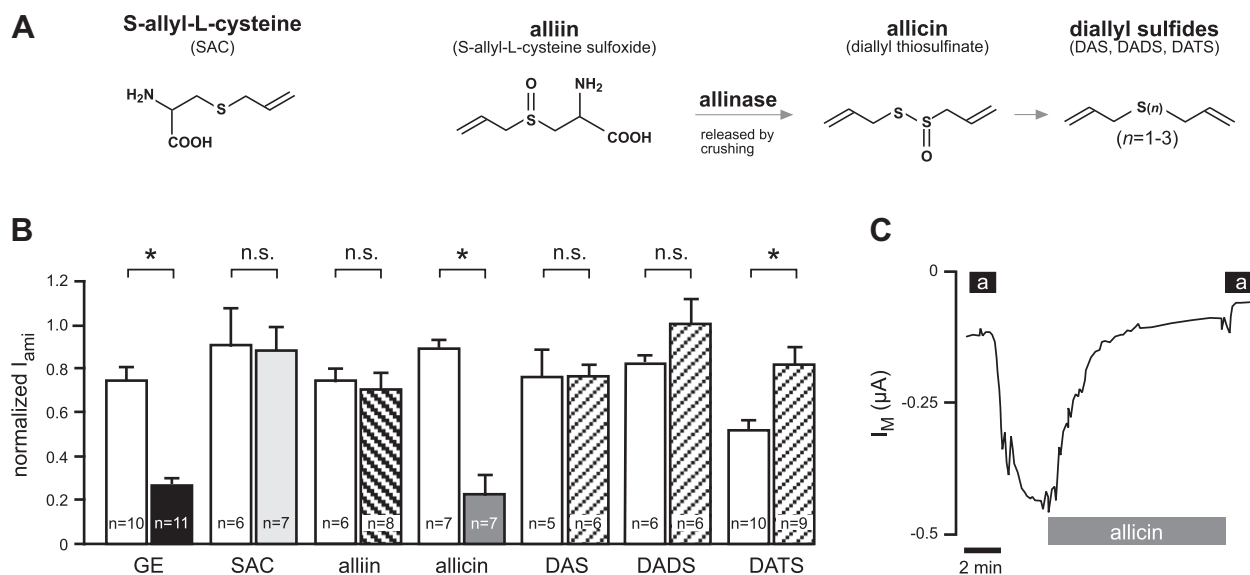 A
S-allyl-L-cysteine
(SAC)
H₂N
S
COOH
alliin
(S-allyl-L-cysteine sulfoxide)
O
NH₂
S
COOH
allinase
released by
crushing
allicin
(diallyl thiosulfinate)
S
S
O
diallyl sulfides
(DAS, DADS, DATS)
S(n)
(n=1-3)
B
normalized Iami
1.2
1.0
0.8
0.6
0.4
0.2
0
* n.s. n.s. * n.s. n.s. *
n=10 n=11 n=6 n=7 n=6 n=8 n=7 n=7 n=5 n=6 n=6 n=6 n=10 n=9
GE SAC alliin allicin DAS DADS DATS
C
IM (µA)
0
-0.25
-0.5
a
a
allicin
2 min